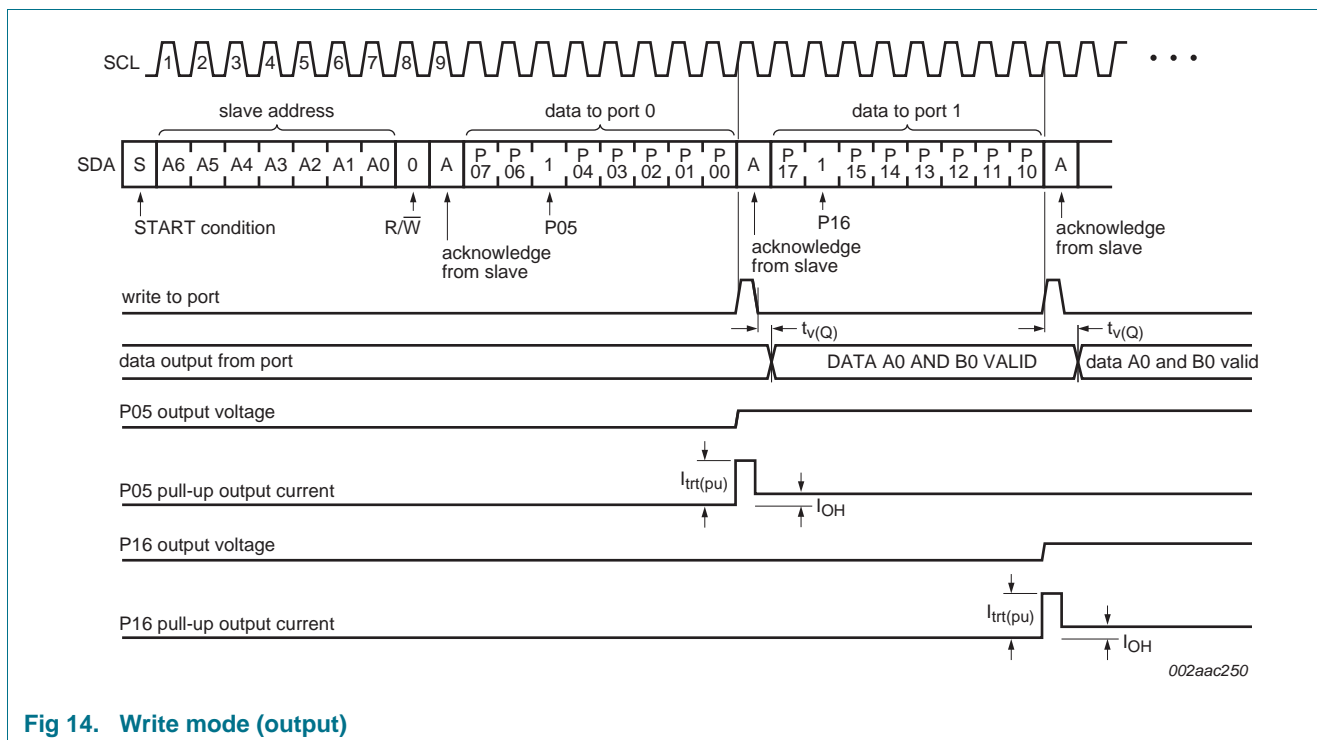 SCL 1 2 3 4 5 6 7 8 9
slave address data to port 0 data to port 1
SDA S A6 A5 A4 A3 A2 A1 A0 0 A P07 P06 1 P04 P03 P02 P01 P00 A P17 1 P15 P14 P13 P12 P11 P10 A
START condition R/W̅ P05 P16
acknowledge from slave
acknowledge from slave
acknowledge from slave
write to port
tv(Q) tv(Q)
data output from port DATA A0 AND B0 VALID data A0 and B0 valid
P05 output voltage
Itrt(pu)
P05 pull-up output current
IOH
P16 output voltage
Itrt(pu)
P16 pull-up output current
IOH
002aac250
Fig 14. Write mode (output)